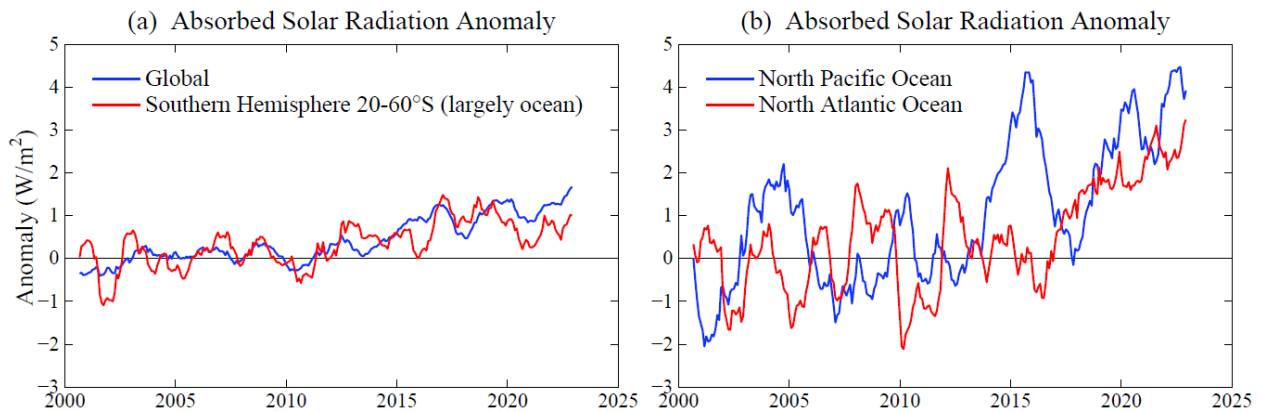 (a) Absorbed Solar Radiation Anomaly
5
4
3
2
1
0
−1
−2
−3
Anomaly (W/m²)
Global
Southern Hemisphere 20-60°S (largely ocean)
2000 2005 2010 2015 2020 2025
(b) Absorbed Solar Radiation Anomaly
5
4
3
2
1
0
−1
−2
−3
North Pacific Ocean
North Atlantic Ocean
2000 2005 2010 2015 2020 2025